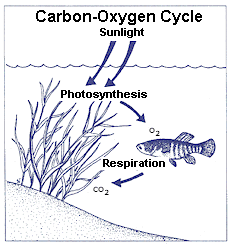 Carbon-Oxygen Cycle
Sunlight
Photosynthesis
O2
Respiration
CO2